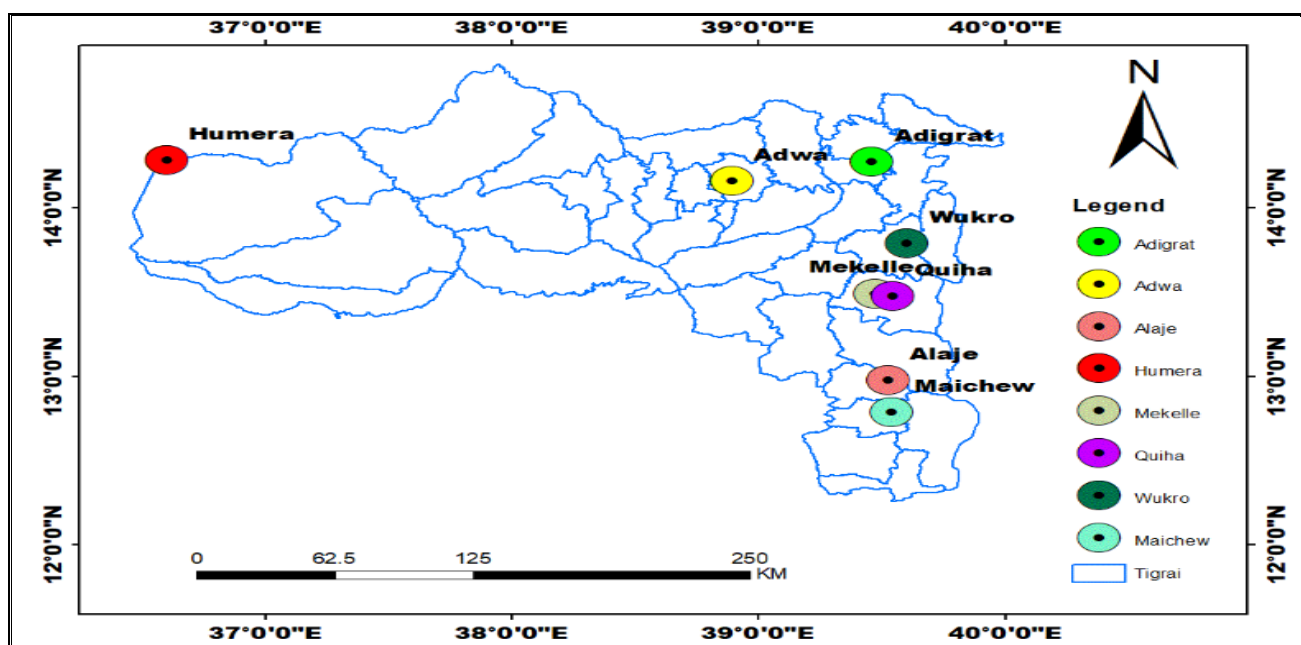 37°0'0"E 38°0'0"E 39°0'0"E 40°0'0"E
N
Humera
Adigrat
Adwa
14°0'0"N
14°0'0"N
Wukro
Mekelle Quiha
Alaje
Maichew
13°0'0"N
13°0'0"N
12°0'0"N
12°0'0"N
Legend
Adigrat
Adwa
Alaje
Humera
Mekelle
Quiha
Wukro
Maichew
Tigrai
0 62.5 125 250
KM
37°0'0"E 38°0'0"E 39°0'0"E 40°0'0"E